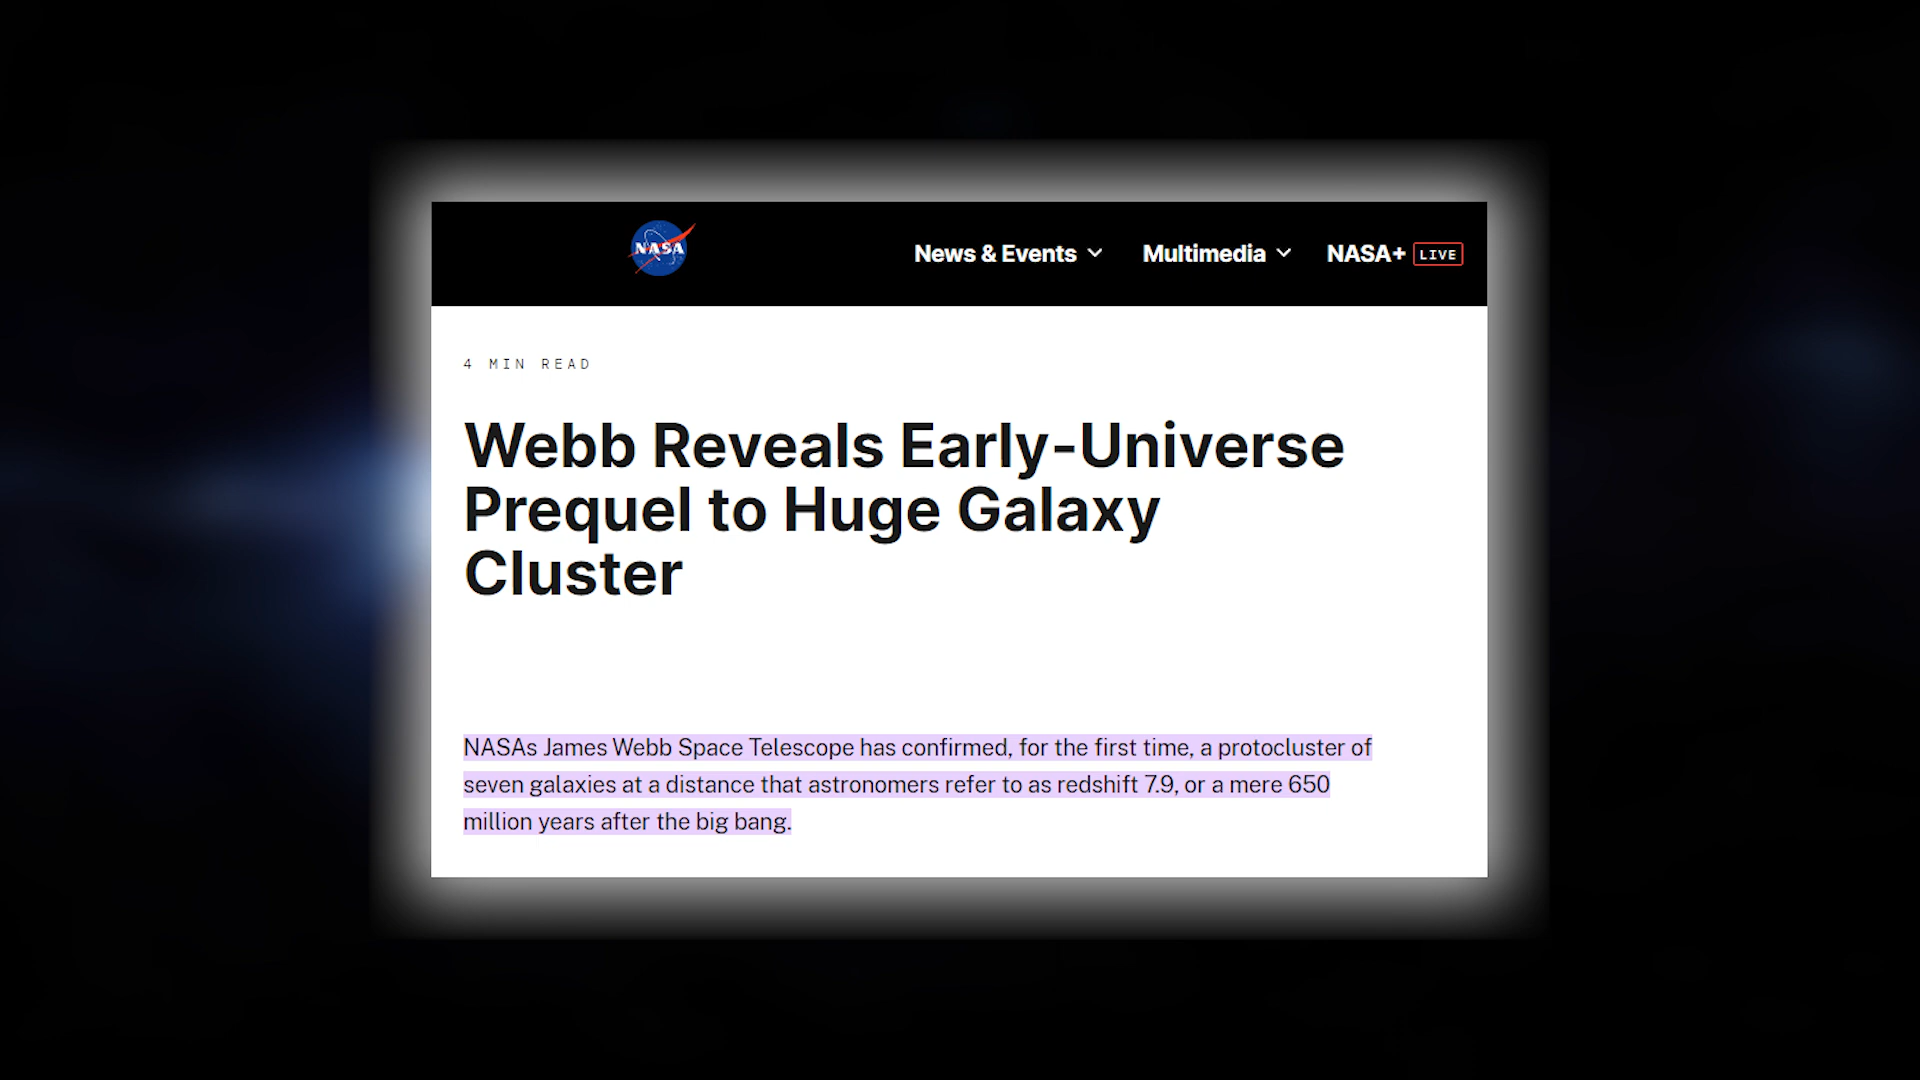 NASA
News & Events
Multimedia
NASA+ LIVE
4 MIN READ
Webb Reveals Early-Universe
Prequel to Huge Galaxy
Cluster
NASAs James Webb Space Telescope has confirmed, for the first time, a protocluster of
seven galaxies at a distance that astronomers refer to as redshift 7.9, or a mere 650
million years after the big bang.